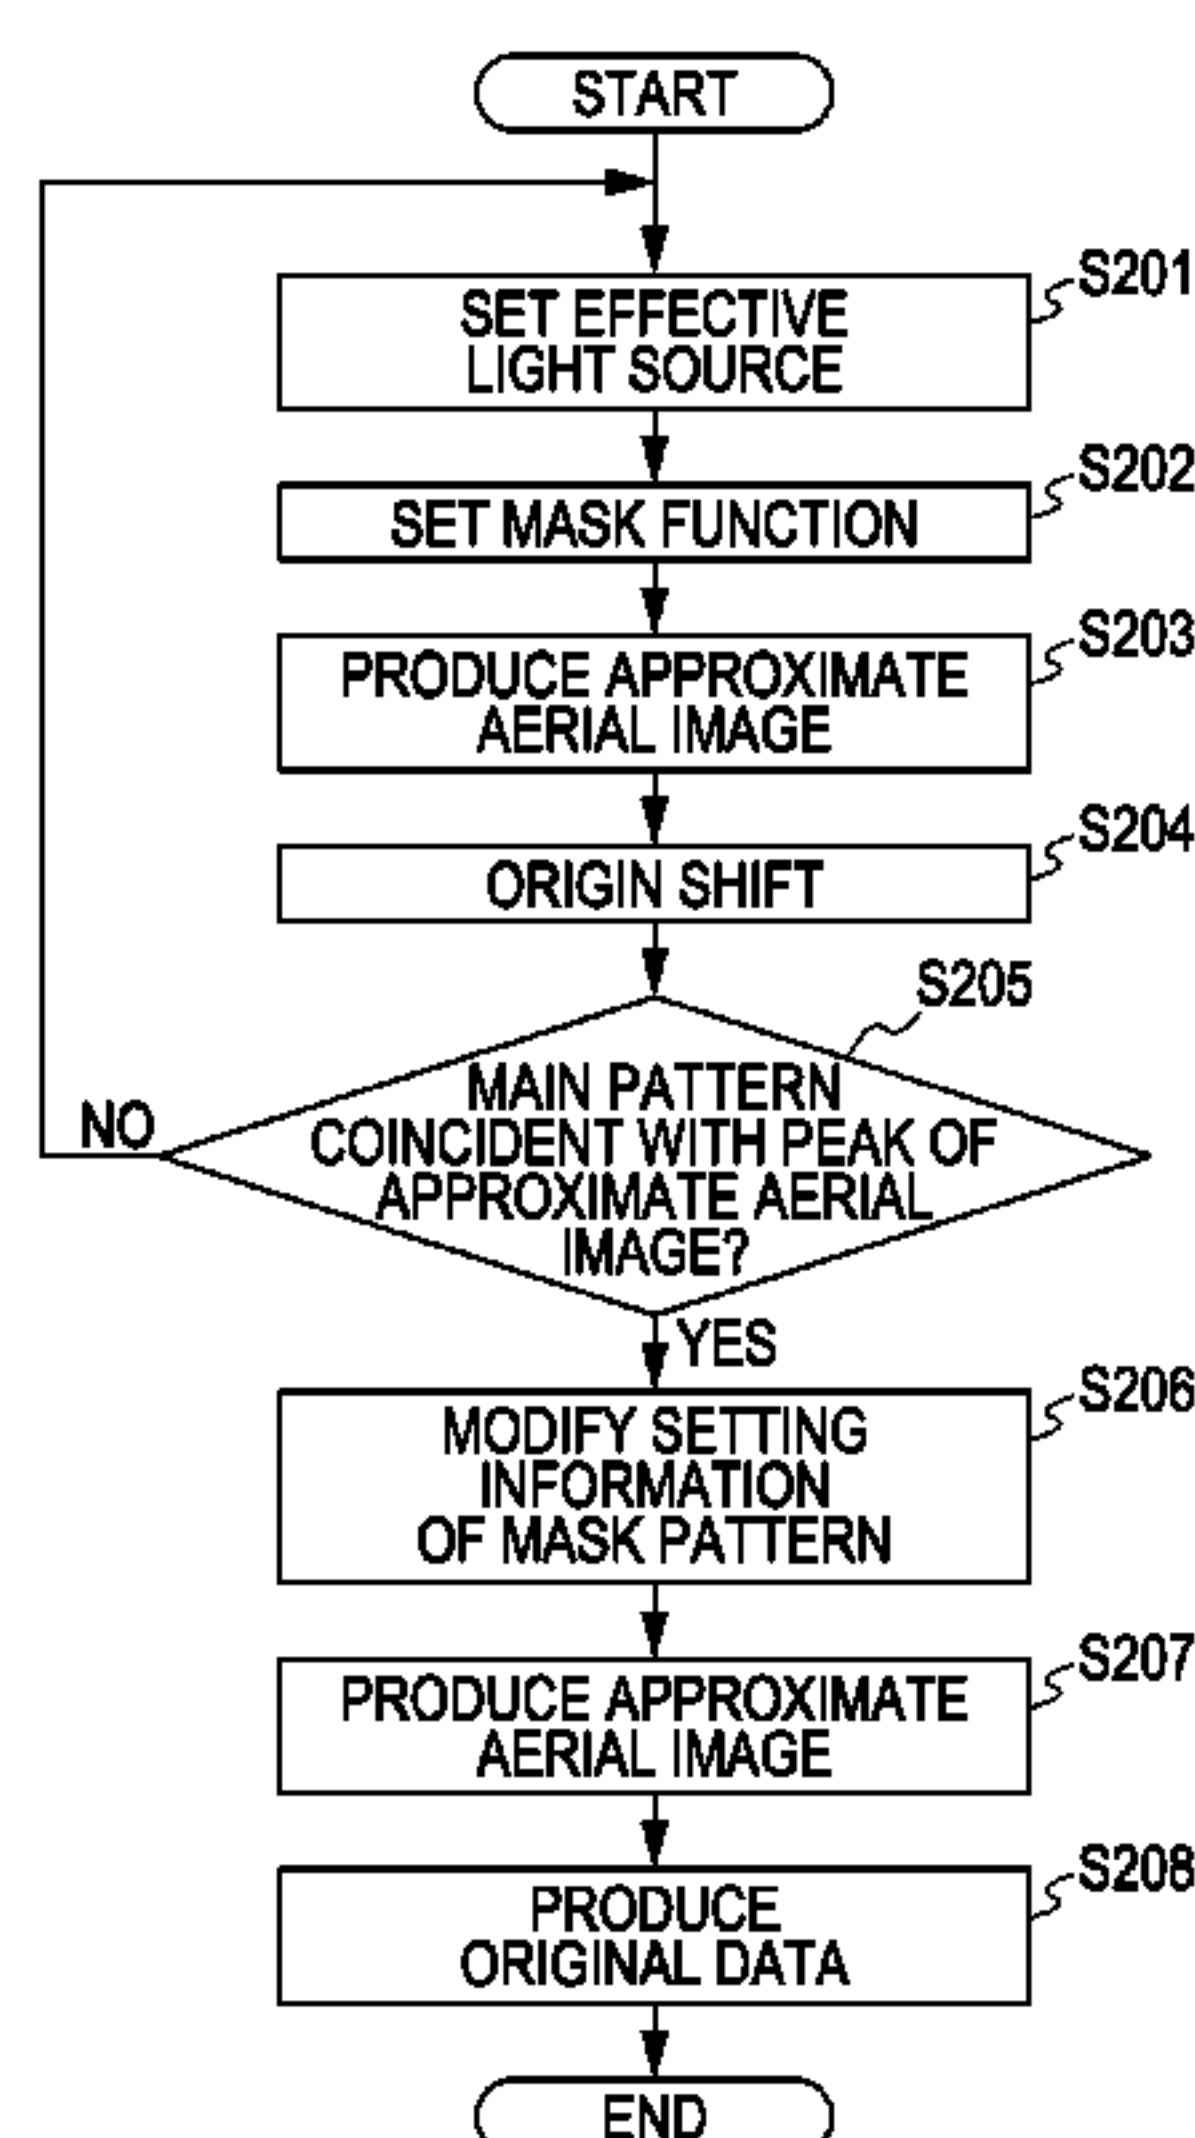 START
S201
SET EFFECTIVE
LIGHT SOURCE
S202
SET MASK FUNCTION
S203
PRODUCE APPROXIMATE
AERIAL IMAGE
S204
ORIGIN SHIFT
S205
MAIN PATTERN
COINCIDENT WITH PEAK OF
APPROXIMATE AERIAL
IMAGE?
NO
YES
S206
MODIFY SETTING
INFORMATION
OF MASK PATTERN
S207
PRODUCE APPROXIMATE
AERIAL IMAGE
S208
PRODUCE
ORIGINAL DATA
END